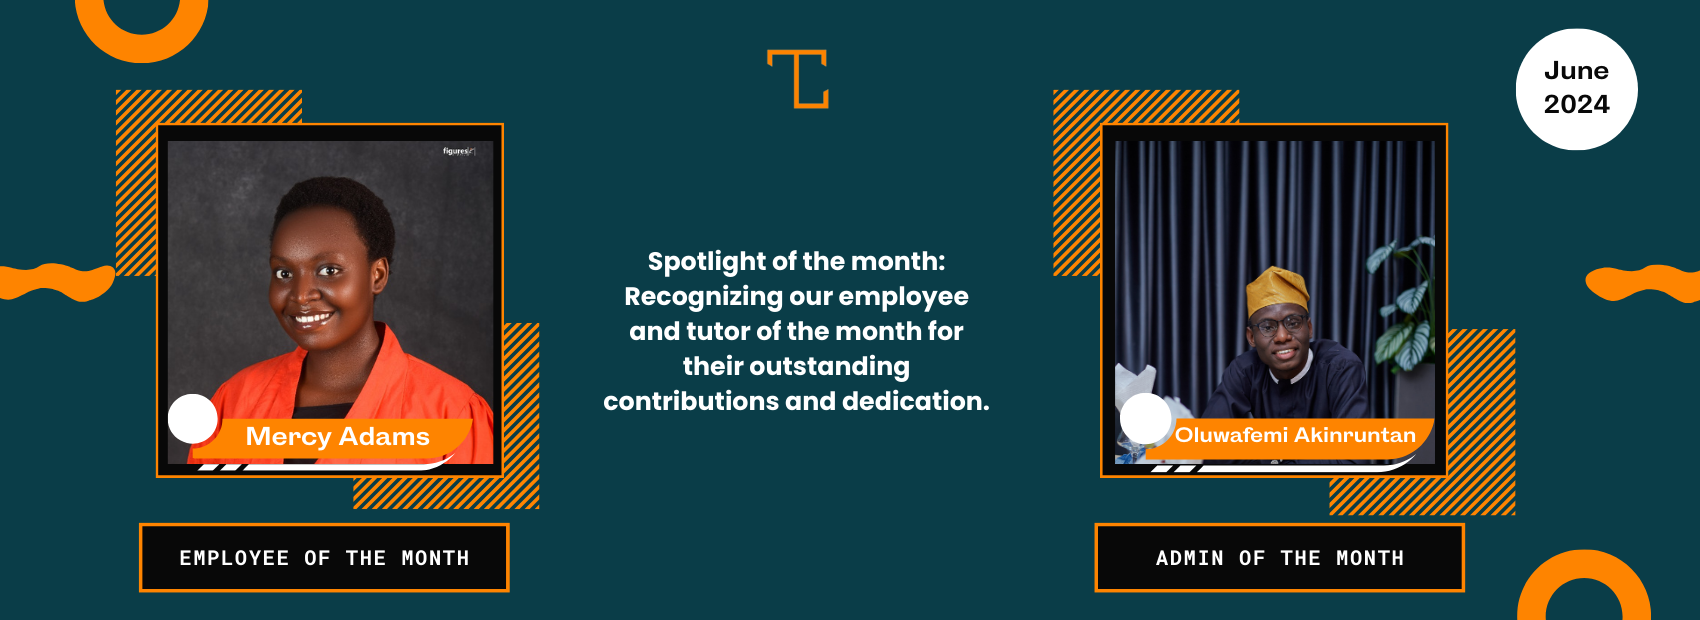 June
2024
figures
Spotlight of the month:
Recognizing our employee
and tutor of the month for
their outstanding
contributions and dedication.
Mercy Adams
Oluwafemi Akinruntan
EMPLOYEE OF THE MONTH
ADMIN OF THE MONTH